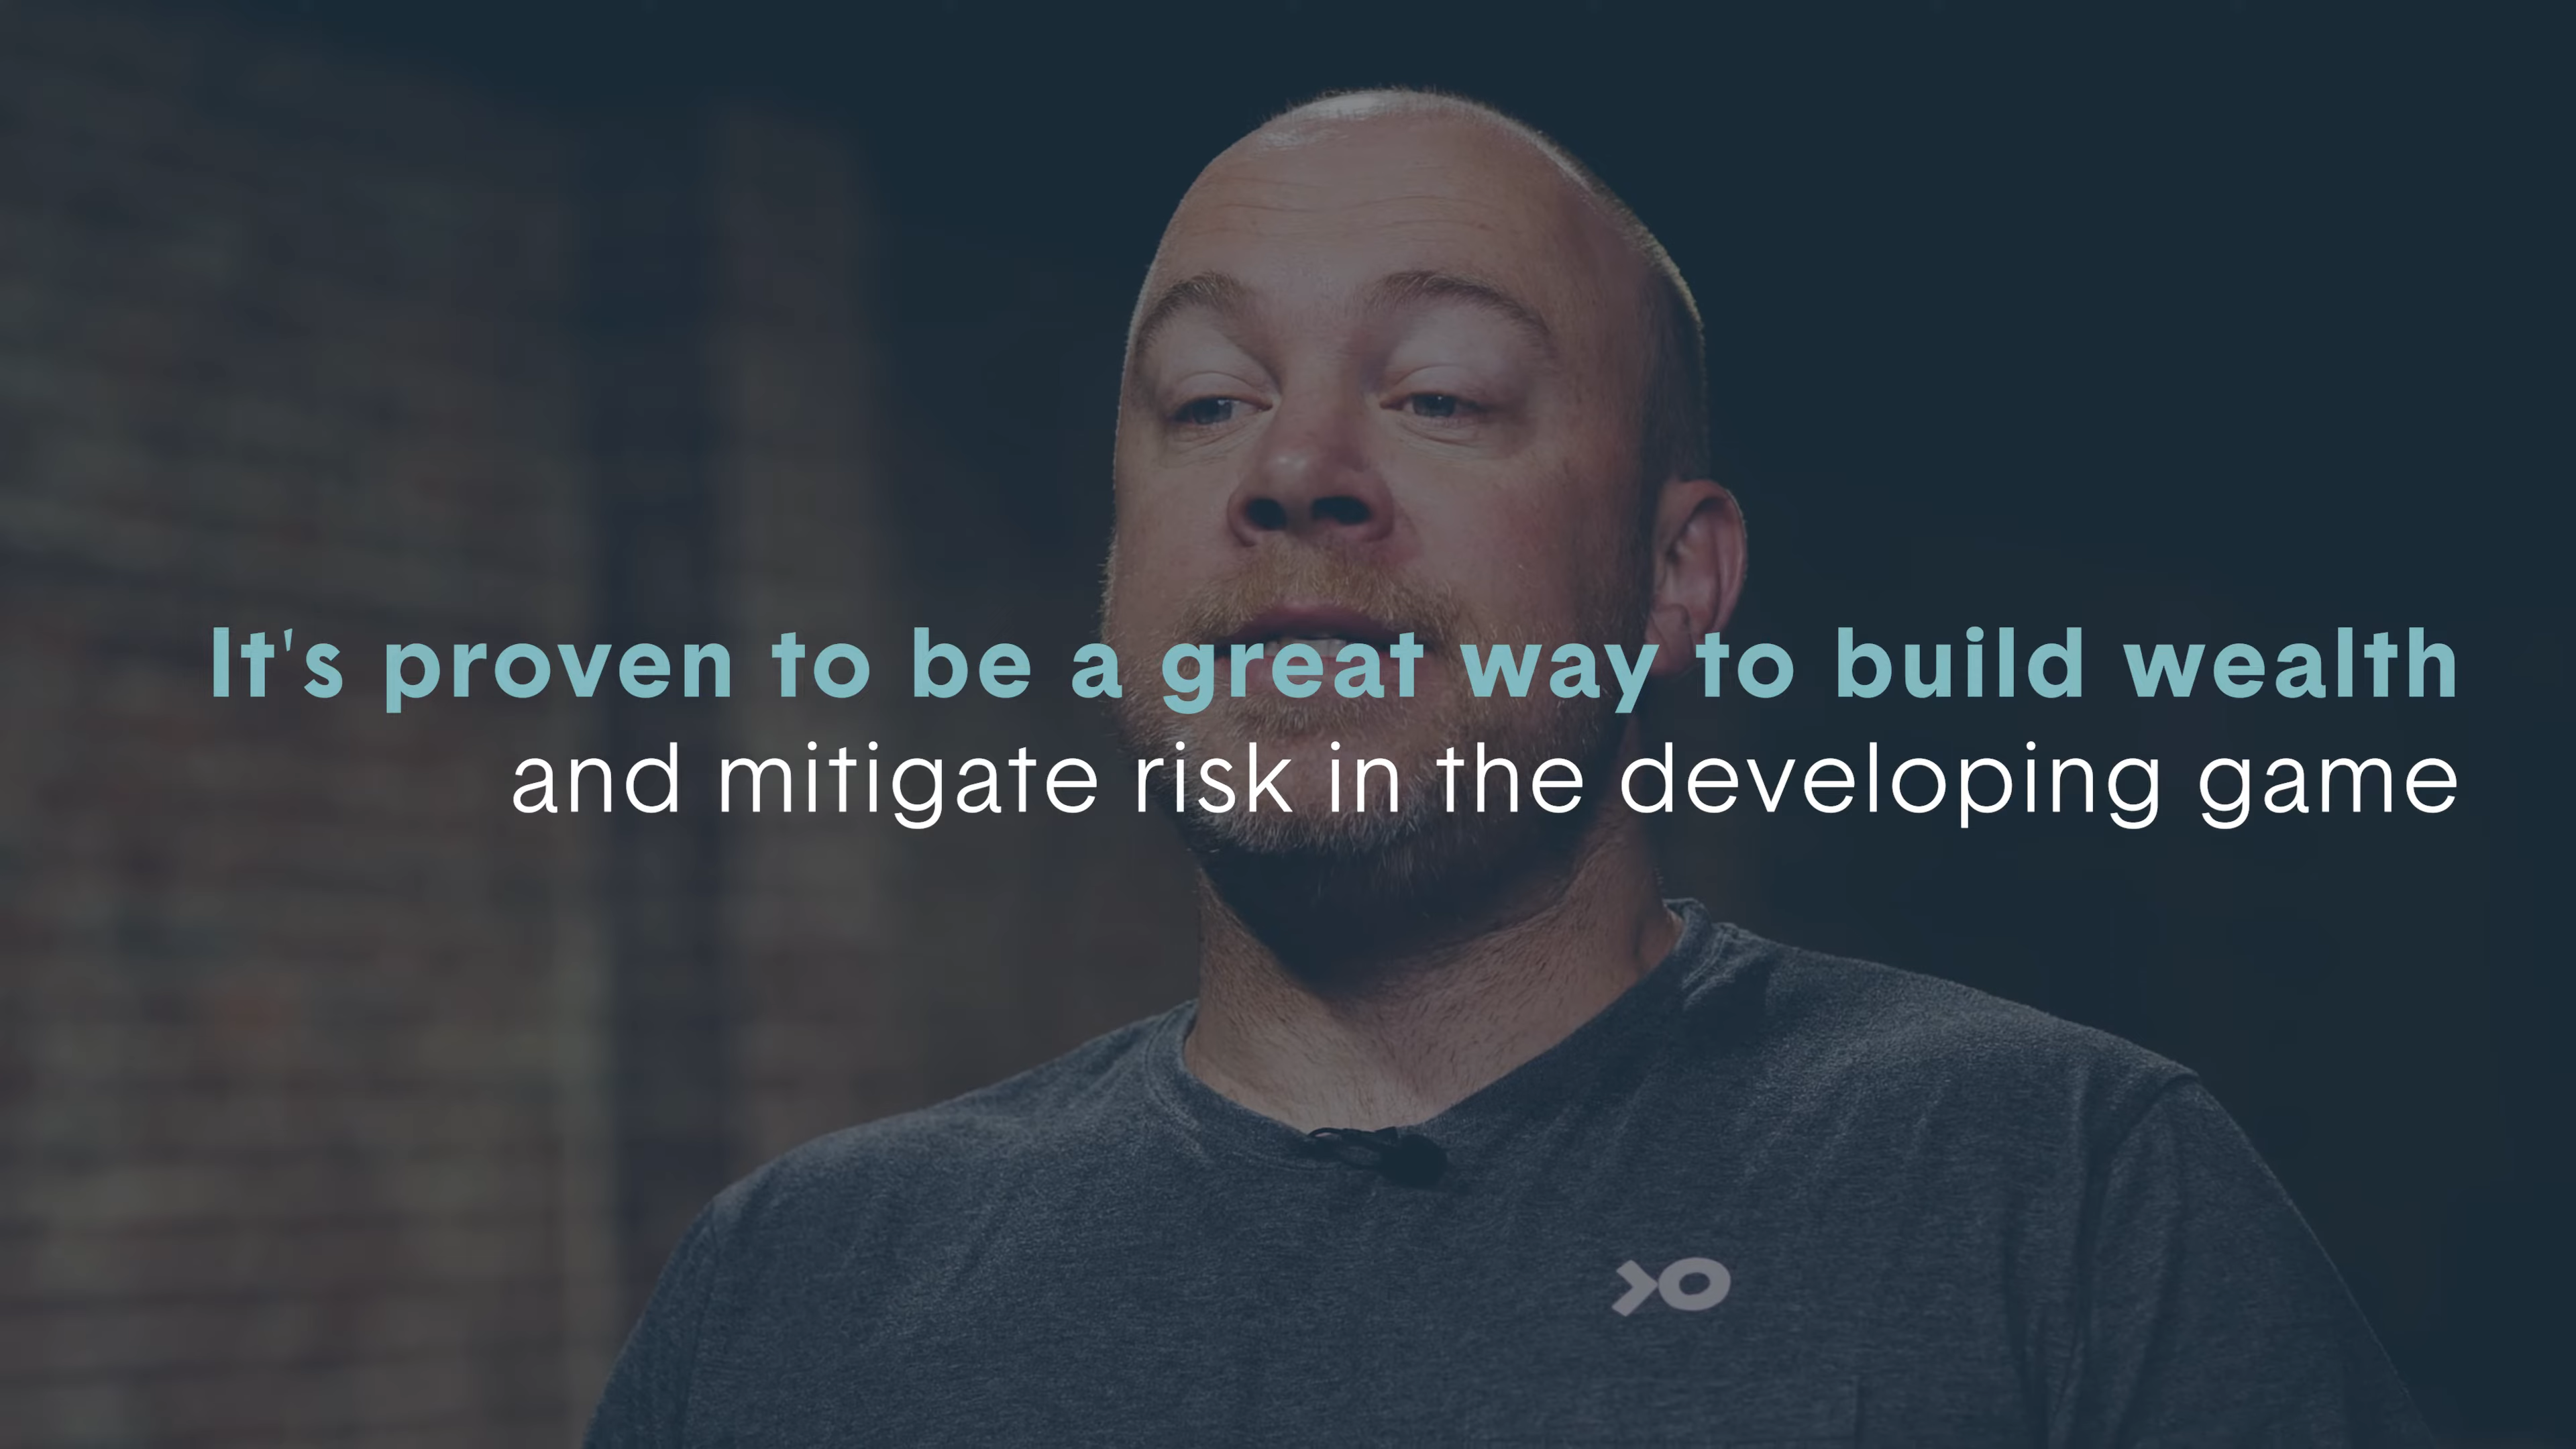 It's proven to be a great way to build wealth
and mitigate risk in the developing game